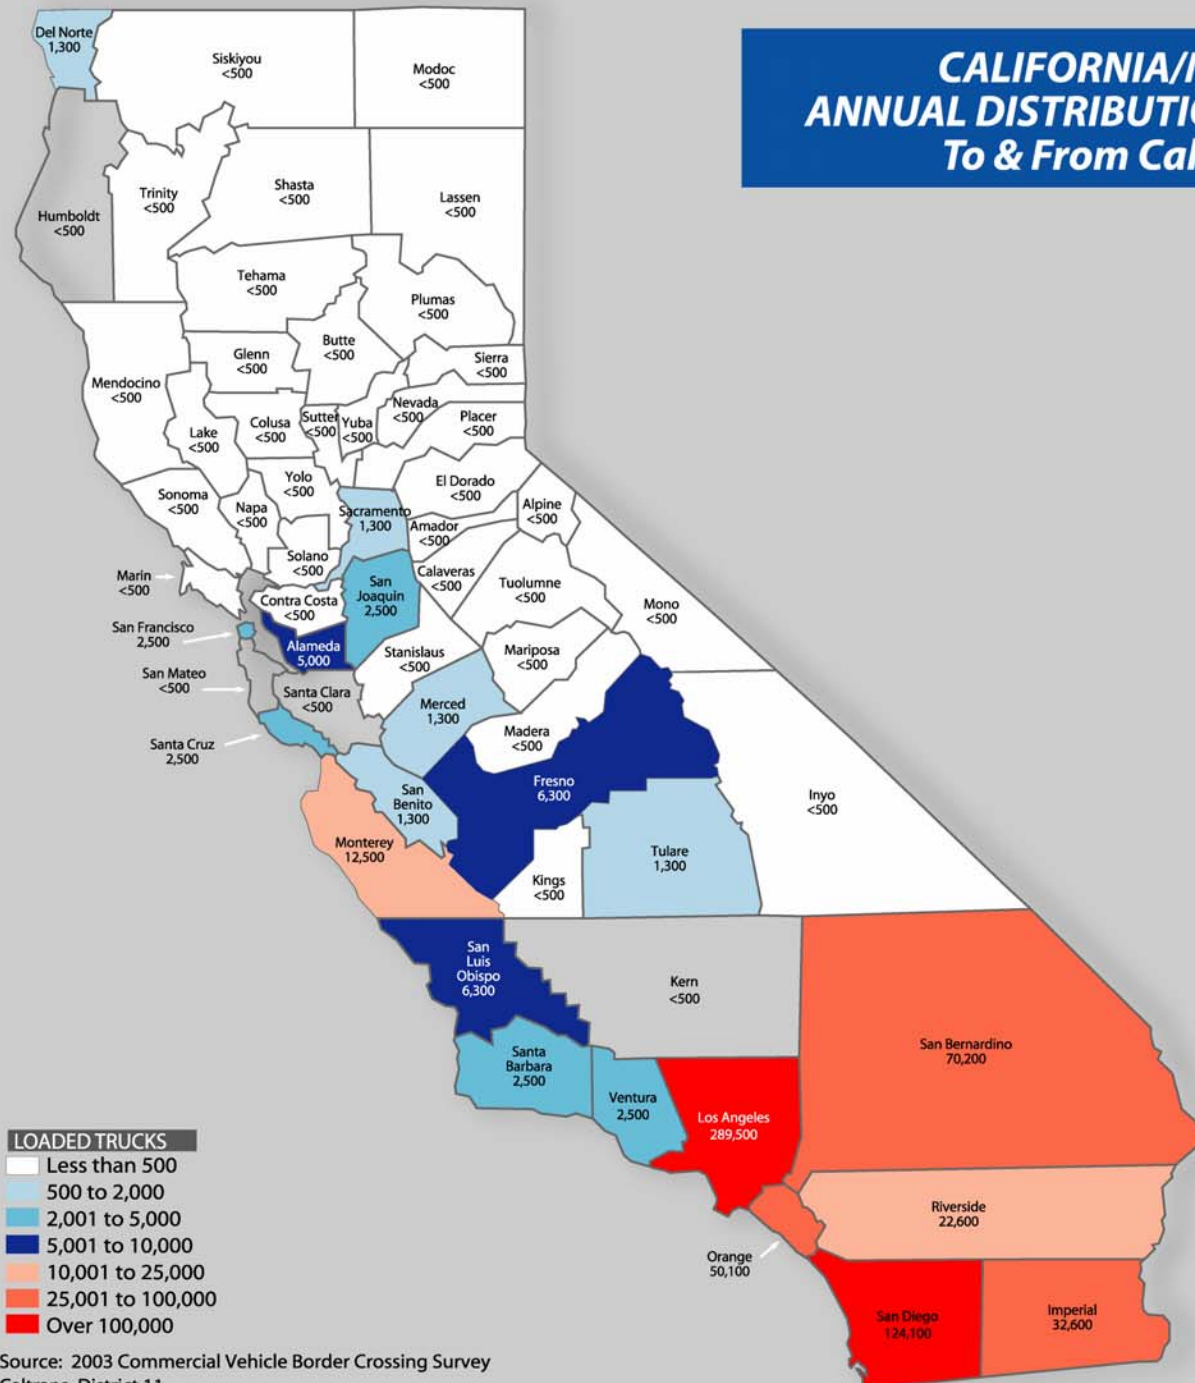 CALIFORNIA/
ANNUAL DISTRIBUTIO
To & From Cal
Del Norte
1,300
Siskiyou
<500
Modoc
<500
Humboldt
<500
Trinity
<500
Shasta
<500
Lassen
<500
Tehama
<500
Plumas
<500
Mendocino
<500
Glenn
<500
Butte
<500
Sierra
<500
Lake
<500
Colusa
<500
Sutter
<500
Yuba
<500
Nevada
<500
Placer
<500
Sonoma
<500
Napa
<500
Yolo
<500
Sacramento
1,300
El Dorado
<500
Amador
<500
Alpine
<500
Marin
<500
Solano
<500
Contra Costa
<500
San
Joaquin
2,500
Calaveras
<500
Tuolumne
<500
Mono
<500
San Francisco
2,500
Alameda
5,000
Stanislaus
<500
Mariposa
<500
San Mateo
<500
Santa Clara
<500
Merced
1,300
Madera
<500
Santa Cruz
2,500
San
Benito
1,300
Fresno
6,300
Inyo
<500
Monterey
12,500
Kings
<500
Tulare
1,300
San
Luis
Obispo
6,300
Kern
<500
San Bernardino
70,200
Santa
Barbara
2,500
Ventura
2,500
Los Angeles
289,500
Riverside
22,600
Orange
50,100
San Diego
124,100
Imperial
32,600
LOADED TRUCKS
Less than 500
500 to 2,000
2,001 to 5,000
5,001 to 10,000
10,001 to 25,000
25,001 to 100,000
Over 100,000
Source: 2003 Commercial Vehicle Border Crossing Survey
Caltrans, District 11